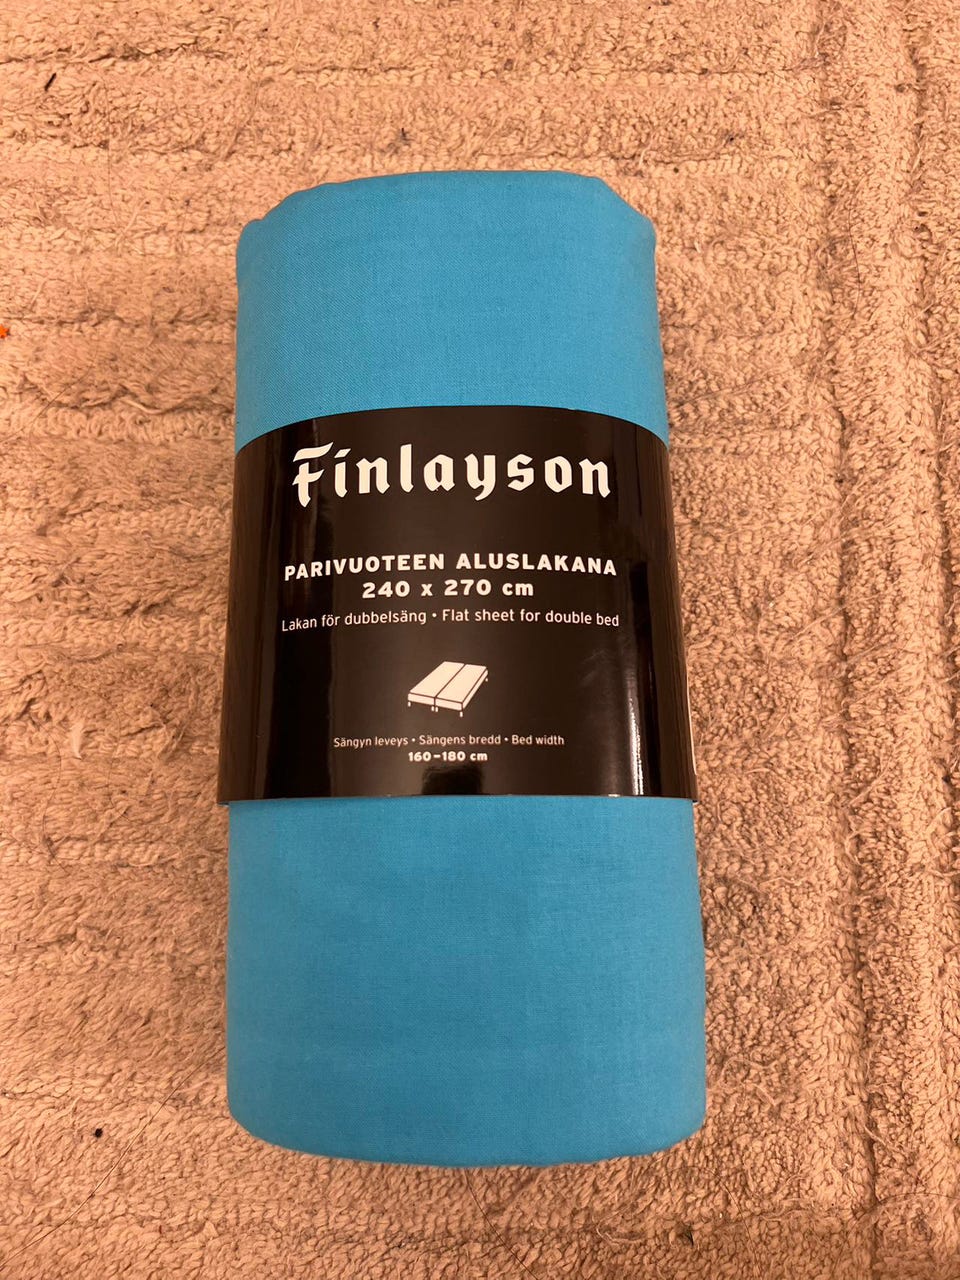 Finlayson
PARIVUOTEEN ALUSLAKANA
240 x 270 cm
Lakan för dubbelsäng • Flat sheet for double bed
Sängyn leveys • Sängens bredd • Bed width
160–180 cm